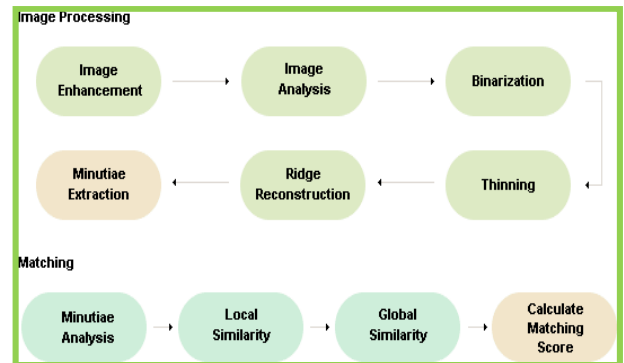 Image Processing
Image
Enhancement
Image
Analysis
Binarization
Minutiae
Extraction
Ridge
Reconstruction
Thinning
Matching
Minutiae
Analysis
Local
Similarity
Global
Similarity
Calculate
Matching
Score